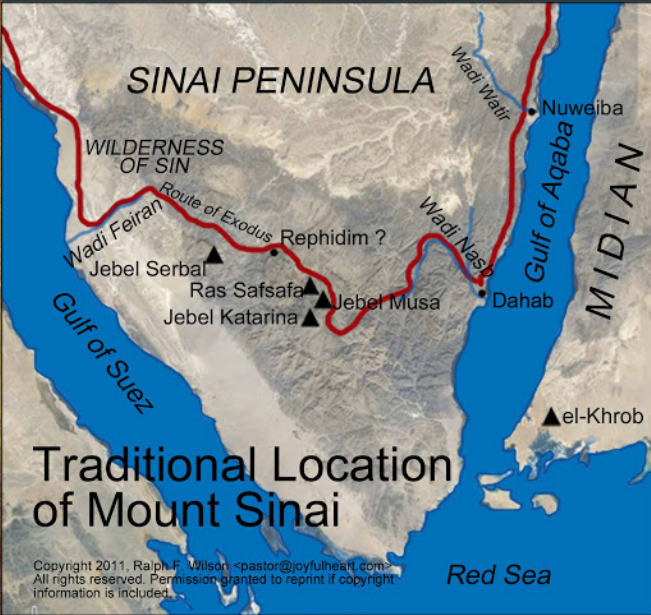 SINAI PENINSULA
Wadi Watir
Nuweiba
WILDERNESS
OF SIN
Gulf of Aqaba
MIDIAN
Route of Exodus
Wadi Feiran
Rephidim ?
Wadi Nasb
Jebel Serbal
Ras Safsafa
Jebel Musa
Dahab
Jebel Katarina
Gulf of Suez
el-Khrob
Traditional Location
of Mount Sinai
Copyright 2011, Ralph F. Wilson <pastor@joyfulheart.com>
All rights reserved. Permission granted to reprint if copyright
information is included.
Red Sea